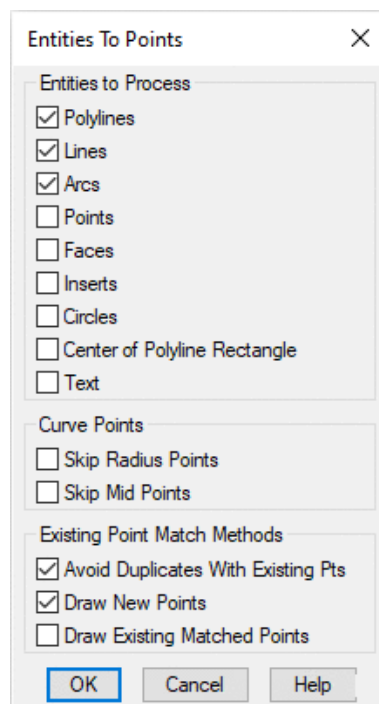 Entities To Points
Entities to Process
Polylines
Lines
Arcs
Points
Faces
Inserts
Circles
Center of Polyline Rectangle
Text
Curve Points
Skip Radius Points
Skip Mid Points
Existing Point Match Methods
Avoid Duplicates With Existing Pts
Draw New Points
Draw Existing Matched Points
OK Cancel Help